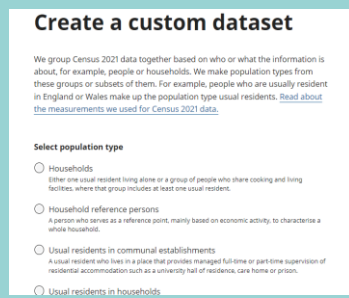 Create a custom dataset
We group Census 2021 data together based on who or what the information is
about, for example, people or households. We make population types from
these groups or subsets of them. For example, people who are usually resident
in England or Wales make up the population type usual residents. Read about
the measurements we used for Census 2021 data.
Select population type
Households
Either one usual resident living alone or a group of people who share cooking and living
facilities, where that group includes at least one usual resident.
Household reference persons
A person who serves as a reference point, mainly based on economic activity, to characterise a
whole household.
Usual residents in communal establishments
A usual resident who lives in a place that provides managed full-time or part-time supervision of
residential accommodation such as a university hall of residence, care home or prison.
Usual residents in households